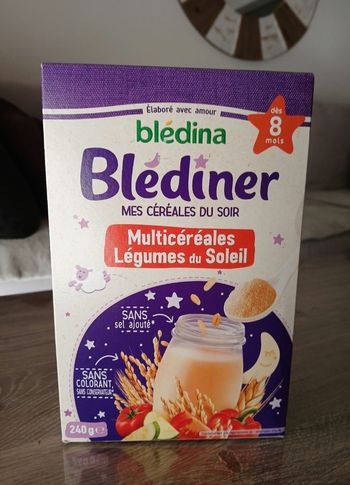 Élaboré avec amour
blédina
dès
8
mois
Blédîner
MES CÉRÉALES DU SOIR
Multicéréales
Légumes du Soleil
SANS
sel ajouté*
SANS
COLORANT,
SANS CONSERVATEUR*
240g e